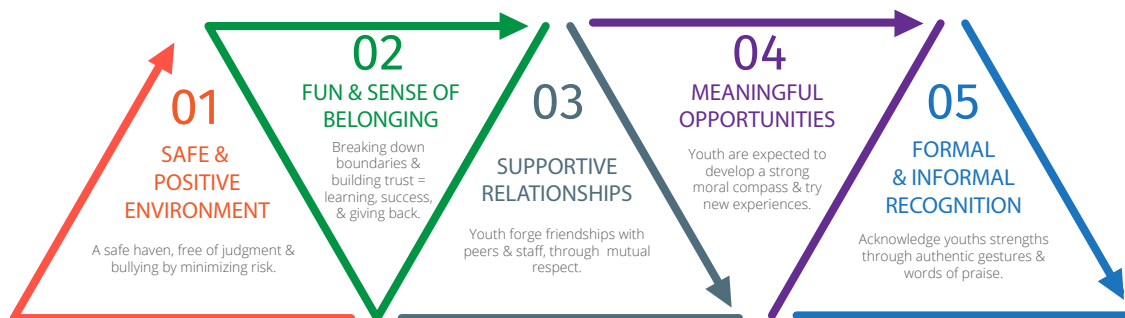 01
SAFE &
POSITIVE
ENVIRONMENT
A safe haven, free of judgment &
bullying by minimizing risk.
02
FUN & SENSE OF
BELONGING
Breaking down
boundaries &
building trust =
learning, success,
& giving back.
03
SUPPORTIVE
RELATIONSHIPS
Youth forge friendships with
peers & staff, through mutual
respect.
04
MEANINGFUL
OPPORTUNITIES
Youth are expected to
develop a strong
moral compass & try
new experiences.
05
FORMAL
& INFORMAL
RECOGNITION
Acknowledge youths strengths
through authentic gestures &
words of praise.